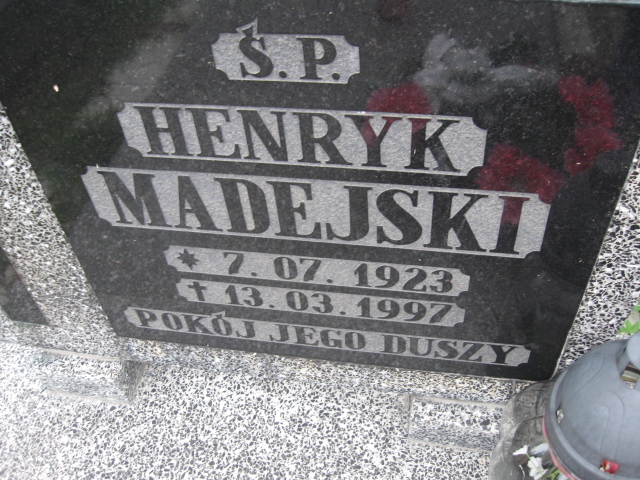 Ś.P.
HENRYK
MADEJSKI
* 7.07.1923
† 13.03.1997
POKÓJ JEGO DUSZY